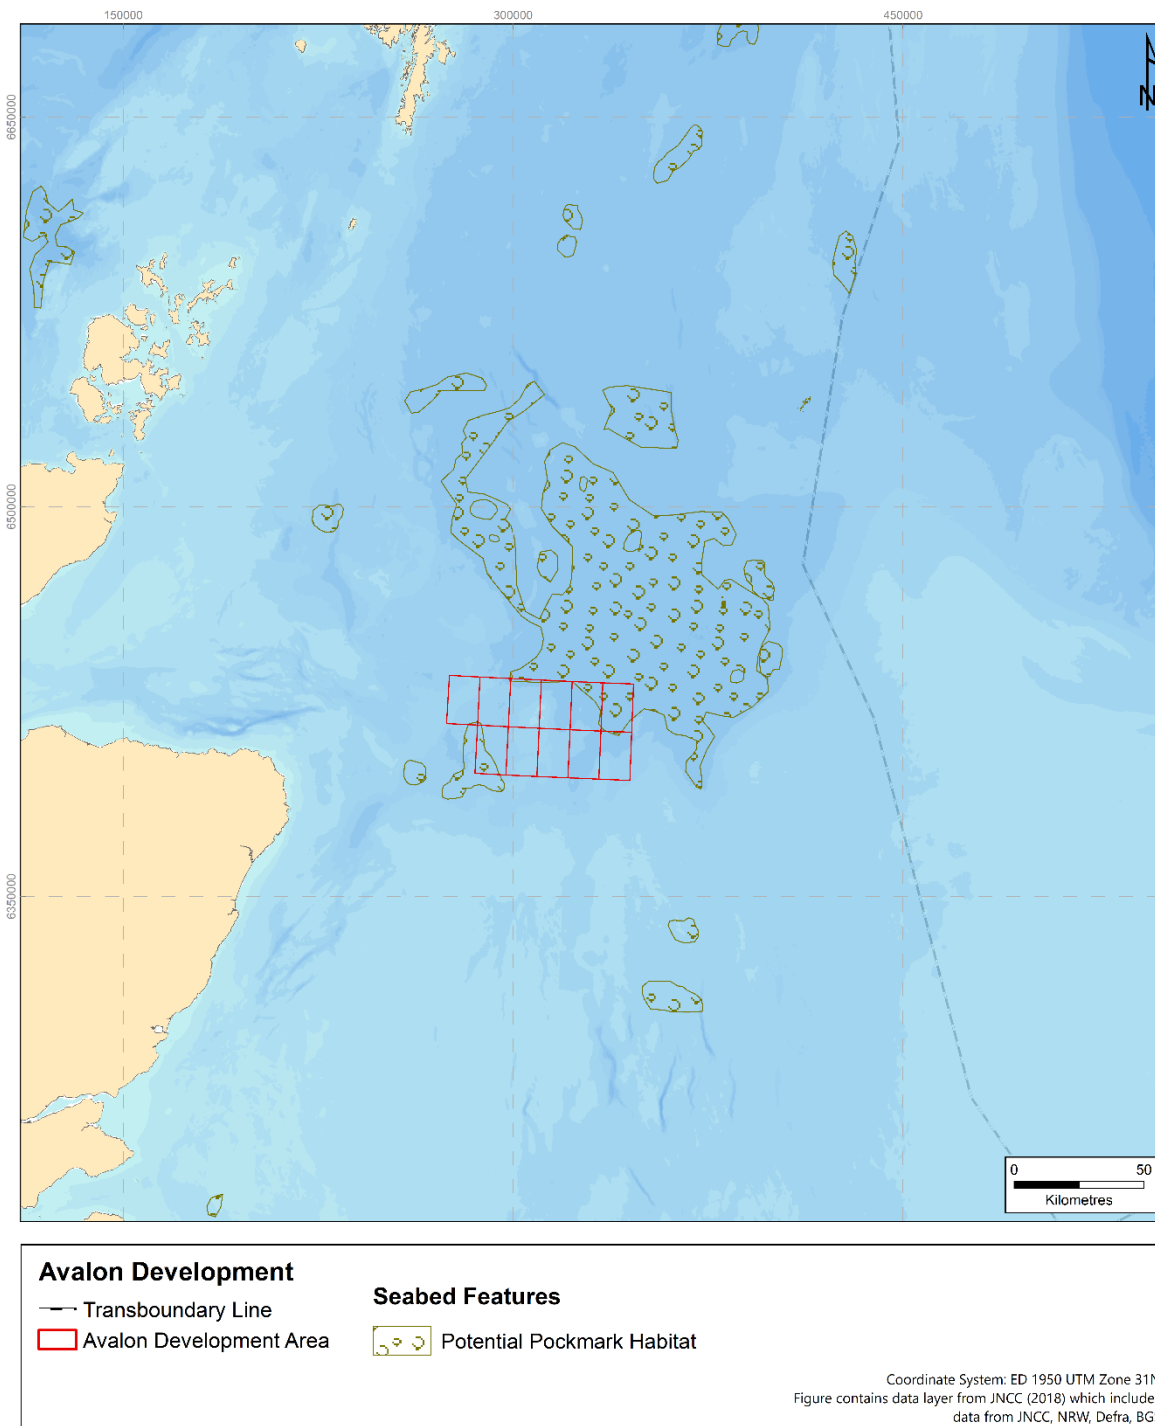 150000 300000 450000
N
6650000
6500000
6350000
0 50
Kilometres
Avalon Development
Transboundary Line
Avalon Development Area
Seabed Features
Potential Pockmark Habitat
Coordinate System: ED 1950 UTM Zone 31N
Figure contains data layer from JNCC (2018) which include
data from JNCC, NRW, Defra, BG